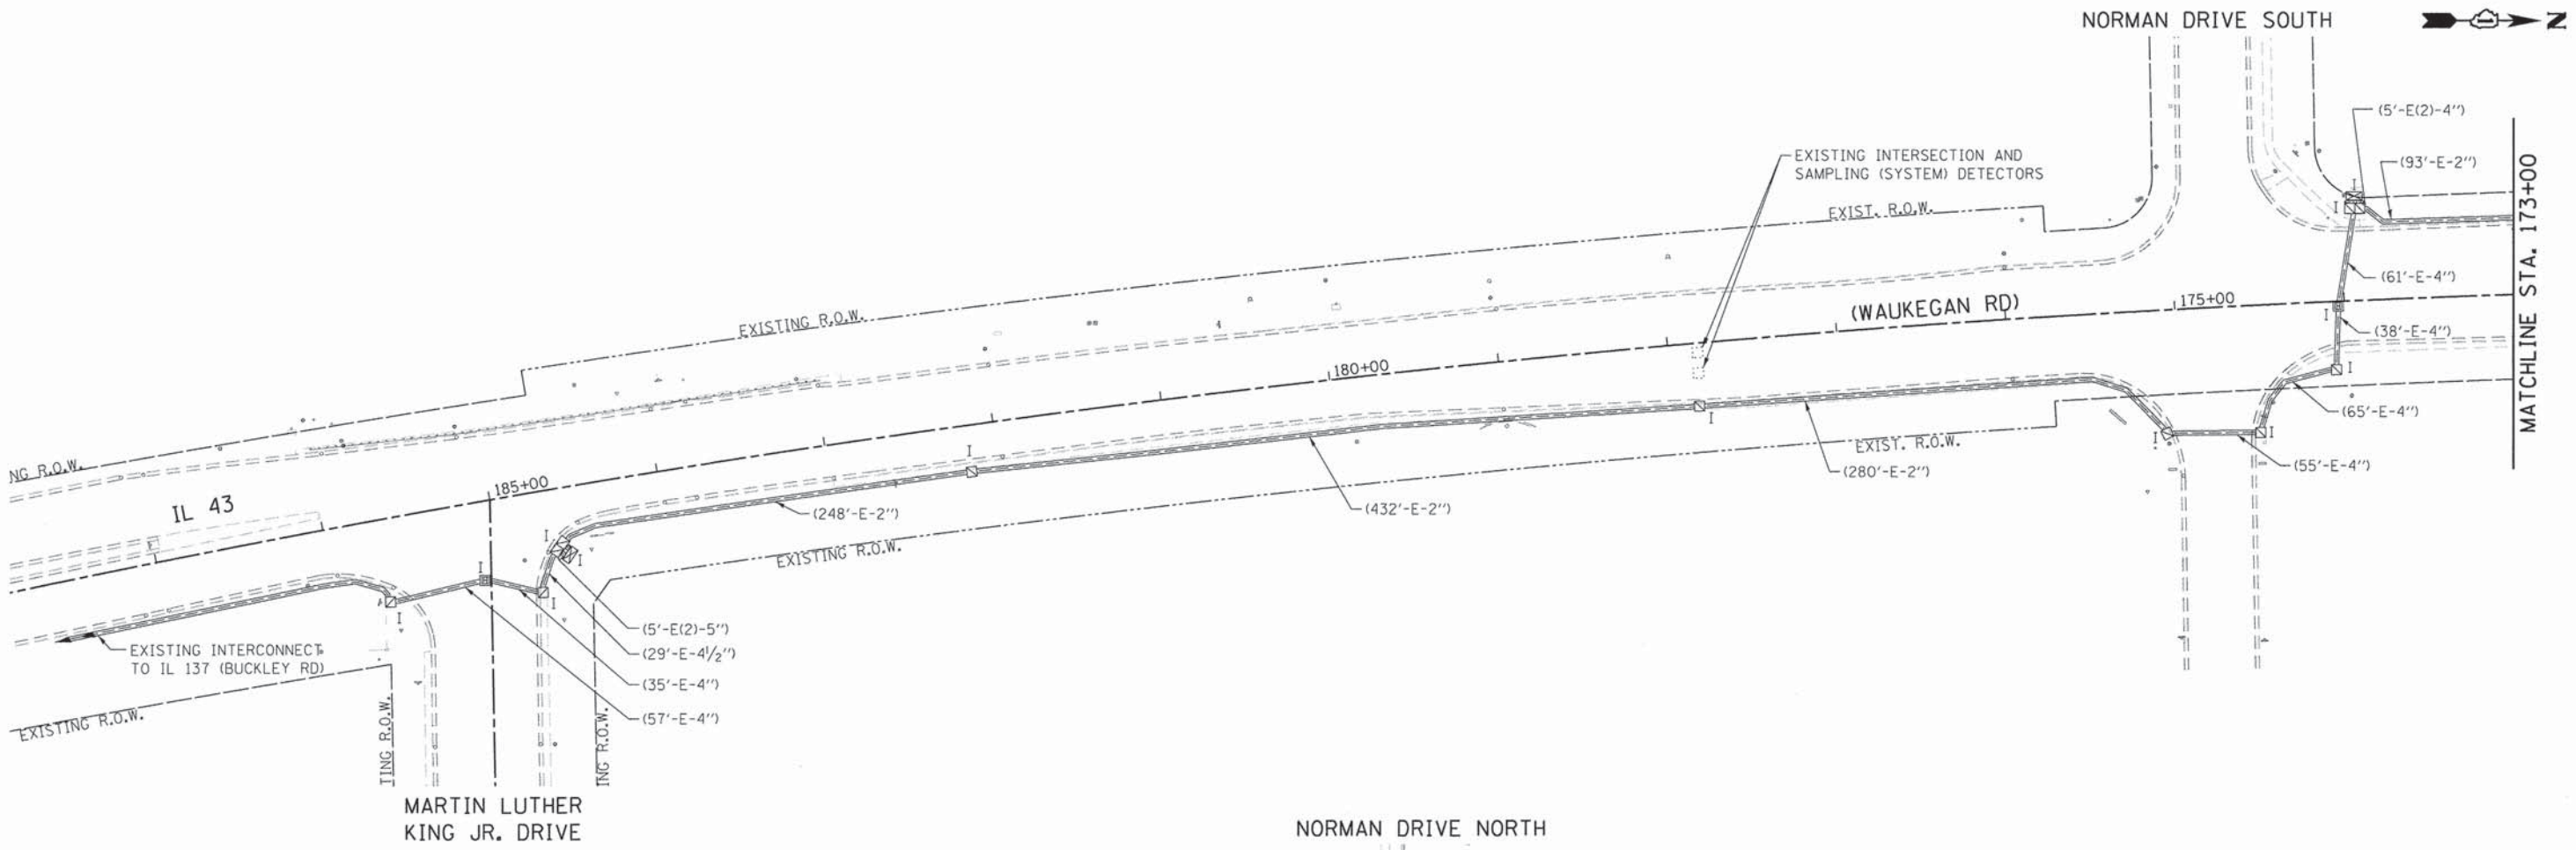 NORMAN DRIVE SOUTH
N
(5'-E(2)-4")
(93'-E-2")
EXISTING INTERSECTION AND
SAMPLING (SYSTEM) DETECTORS
I
I
EXIST. R.O.W.
MATCHLINE STA. 173+00
(61'-E-4")
(WAUKEGAN RD)
175+00
I
(38'-E-4")
EXISTING R.O.W.
180+00
I
(65'-E-4")
I
I
I
EXIST. R.O.W.
(55'-E-4")
(280'-E-2")
I
NG R.O.W.
185+00
IL 43
(248'-E-2")
(432'-E-2")
I
I
EXISTING R.O.W.
I
I
I
(5'-E(2)-5")
EXISTING INTERCONNECT
TO IL 137 (BUCKLEY RD)
(29'-E-4½")
(35'-E-4")
(57'-E-4")
EXISTING R.O.W.
TING R.O.W.
ING R.O.W.
MARTIN LUTHER
KING JR. DRIVE
NORMAN DRIVE NORTH